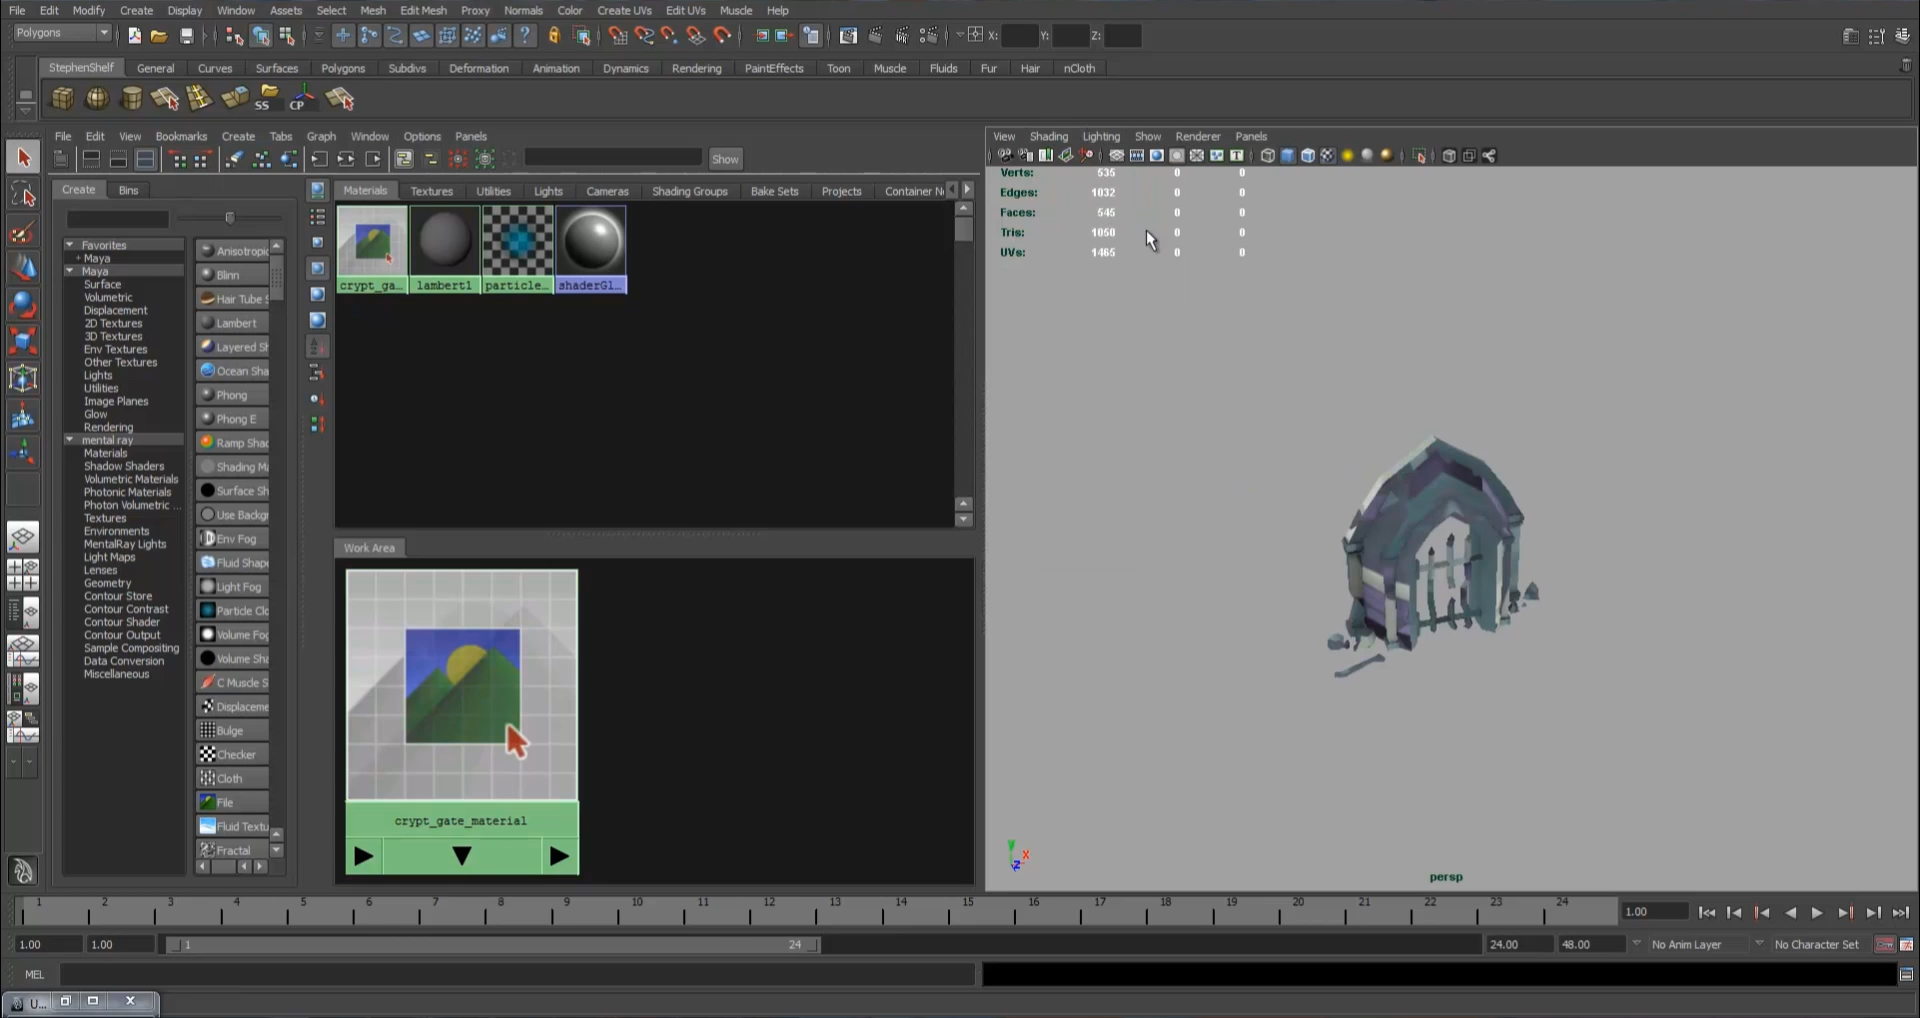 File Edit Modify Create Display Window Assets Select Mesh Edit Mesh Proxy Normals Color Create UVs Edit UVs Muscle Help
Polygons X: Y: Z:
StephenShelf General Curves Surfaces Polygons Subdivs Deformation Animation Dynamics Rendering PaintEffects Toon Muscle Fluids Fur Hair nCloth
SS CP
File Edit View Bookmarks Create Tabs Graph Window Options Panels
Show
Create Bins
Favorites
+ Maya
Maya
Surface
Volumetric
Displacement
2D Textures
3D Textures
Env Textures
Other Textures
Lights
Utilities
Image Planes
Glow
Rendering
mental ray
Materials
Shadow Shaders
Volumetric Materials
Photonic Materials
Photon Volumetric ...
Textures
Environments
MentalRay Lights
Light Maps
Lenses
Geometry
Contour Store
Contour Contrast
Contour Shader
Contour Output
Sample Compositing
Data Conversion
Miscellaneous
Anisotropic
Blinn
Hair Tube S
Lambert
Layered Sh
Ocean Sha
Phong
Phong E
Ramp Shad
Shading Ma
Surface Sh
Use Backgr
Env Fog
Fluid Shape
Light Fog
Particle Clo
Volume Fog
Volume Sha
C Muscle S
Displaceme
Bulge
Checker
Cloth
File
Fluid Textu
Fractal
Materials Textures Utilities Lights Cameras Shading Groups Bake Sets Projects Container N
crypt_ga... lambert1 particle... shaderGl...
Work Area
crypt_gate_material
View Shading Lighting Show Renderer Panels
Verts: 535 0 0
Edges: 1032 0 0
Faces: 545 0 0
Tris: 1050 0 0
UVs: 1465 0 0
Y X Z
persp
1 2 3 4 5 6 7 8 9 10 11 12 13 14 15 16 17 18 19 20 21 22 23 24 1.00
1.00 1.00 1 24 24.00 48.00 No Anim Layer No Character Set
MEL
U...